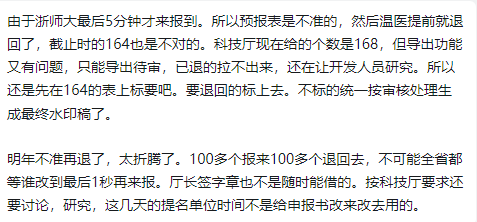 由于浙师大最后5分钟才来报到。所以预报表是不准的，然后温医提前就退
回了，截止时的164也是不对的。科技厅现在给的个数是168，但导出功能
又有问题，只能导出待审，已退的拉不出来，还在让开发人员研究。所以
还是先在164的表上标要吧。要退回的标上去。不标的统一按审核处理生
成最终水印稿了。
明年不准再退了，太折腾了。100多个报来100多个退回去，不可能全省都
等谁改到最后1秒再来报。厅长签字章也不是随时能借的。按科技厅要求还
要讨论，研究，这几天的提名单位时间不是给申报书改来改去用的。